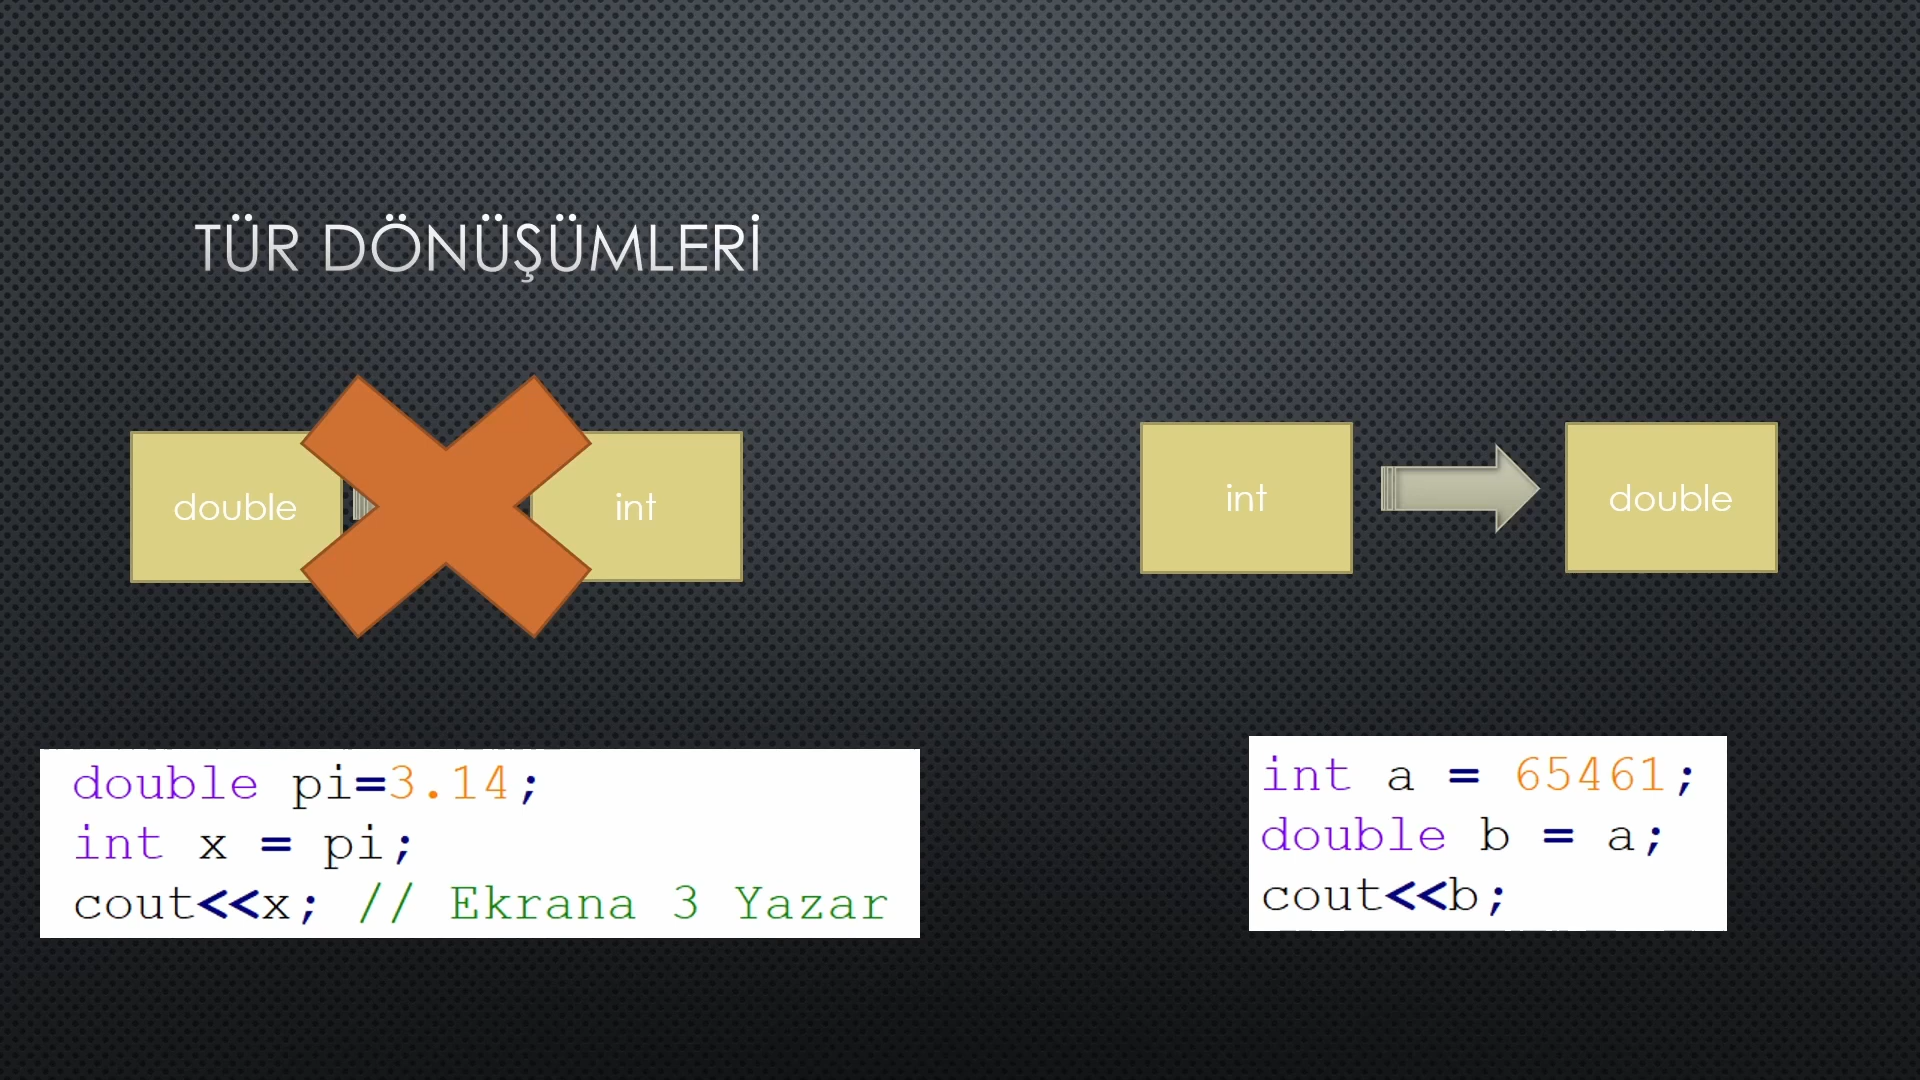 TÜR DÖNÜŞÜMLERİ
double
int
int
double
double pi=3.14;
int x = pi;
cout<<x; // Ekrana 3 Yazar
int a = 65461;
double b = a;
cout<<b;